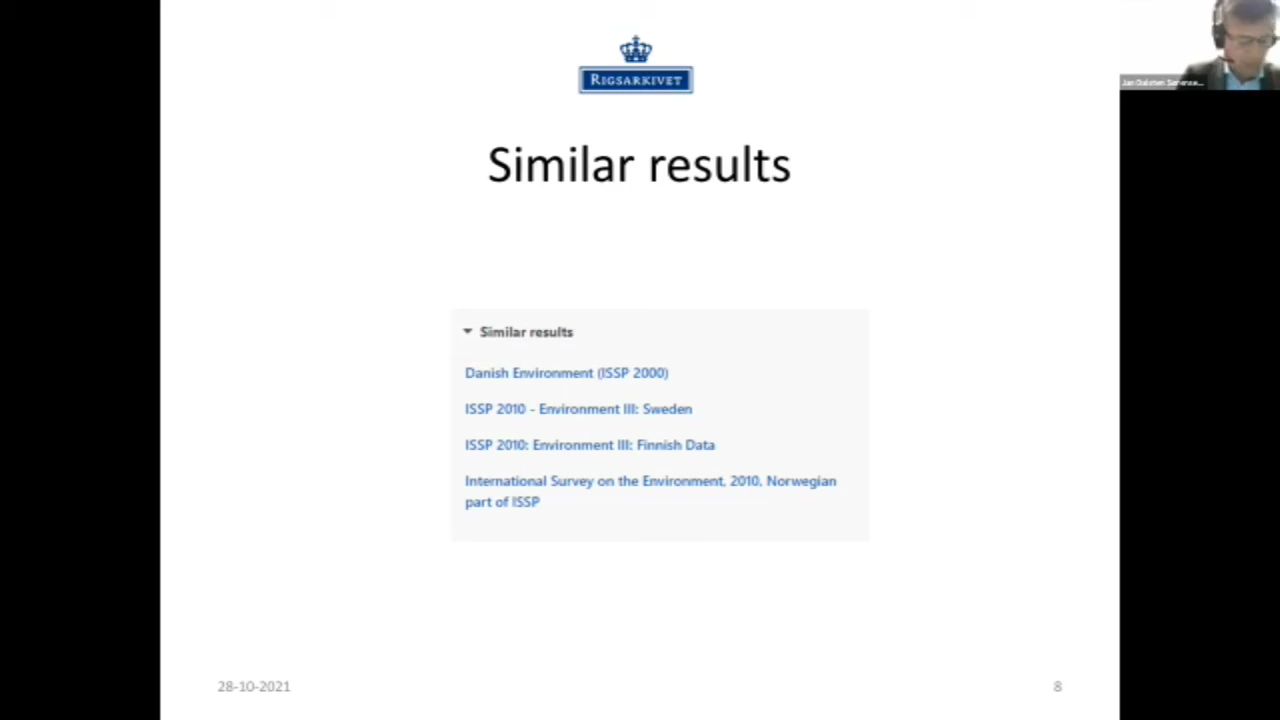 RIGSARKIVET
Similar results
Similar results
Danish Environment (ISSP 2000)
ISSP 2010 - Environment III: Sweden
ISSP 2010: Environment III: Finnish Data
International Survey on the Environment, 2010, Norwegian
part of ISSP
28-10-2021
8
Jan